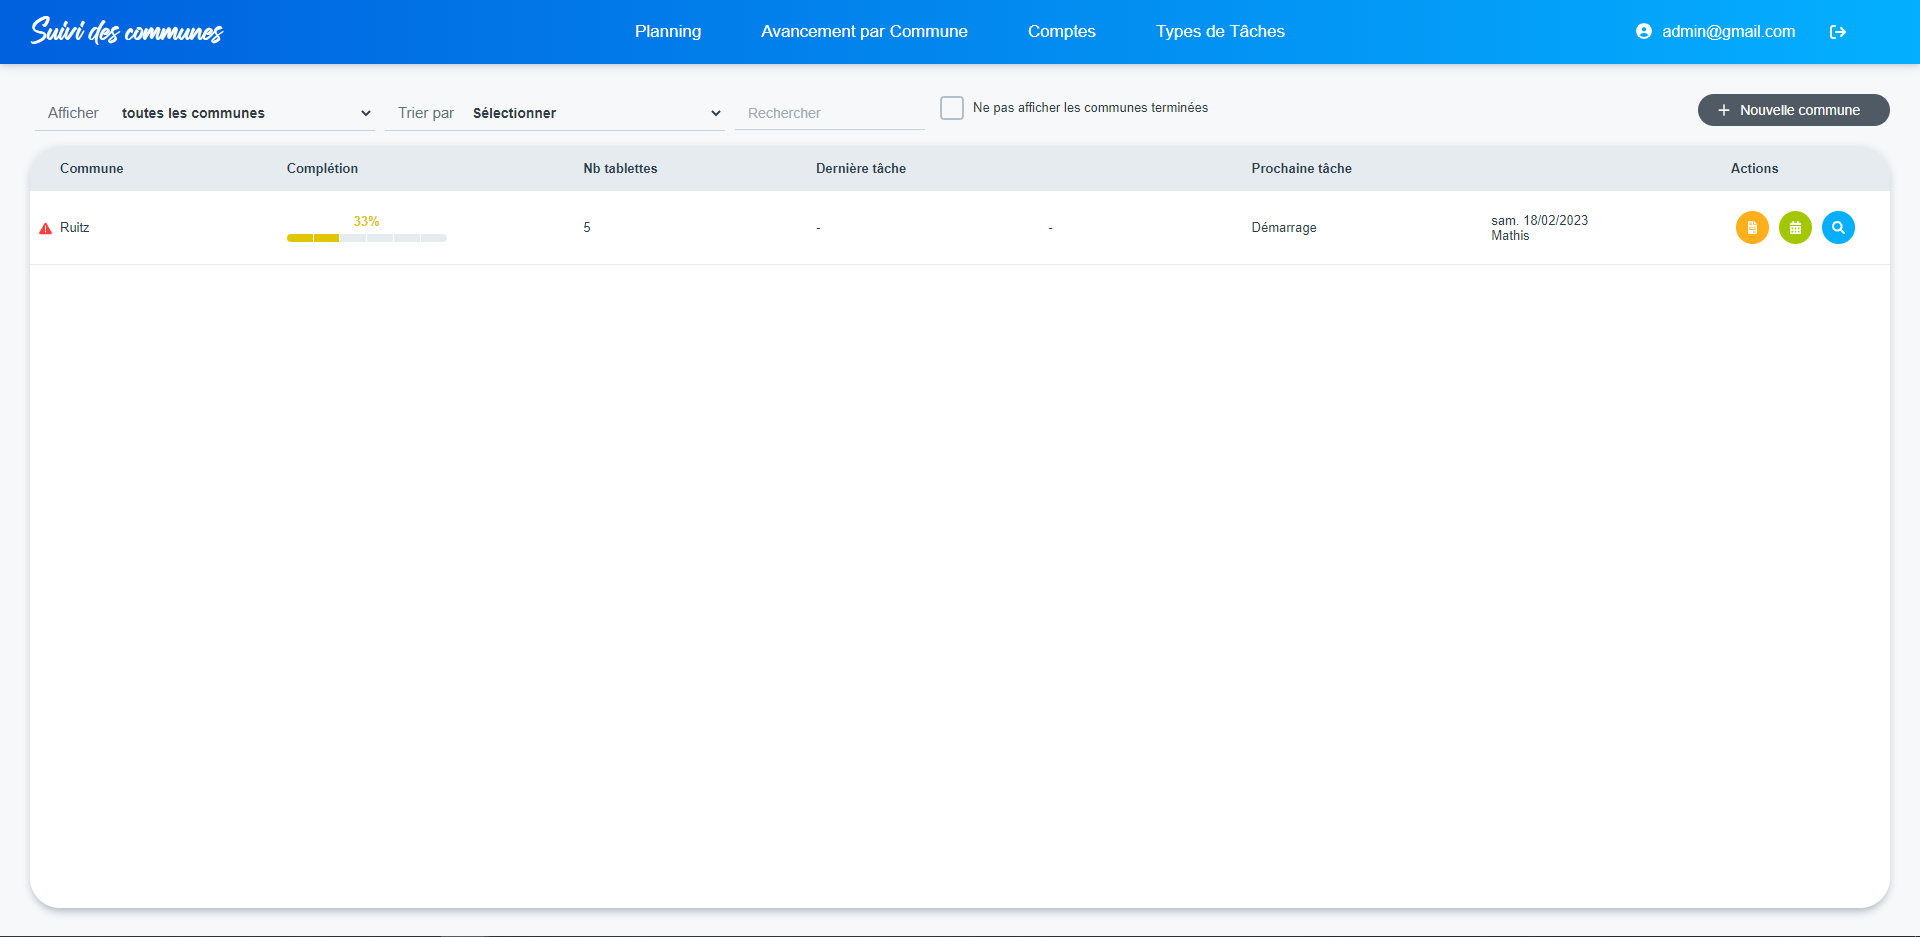 Suivi des communes Planning Avancement par Commune Comptes Types de Tâches admin@gmail.com
Afficher toutes les communes Trier par Sélectionner Rechercher Ne pas afficher les communes terminées + Nouvelle commune
Commune Complétion Nb tablettes Dernière tâche Prochaine tâche Actions
Ruitz 33% 5 - - Démarrage sam. 18/02/2023
Mathis